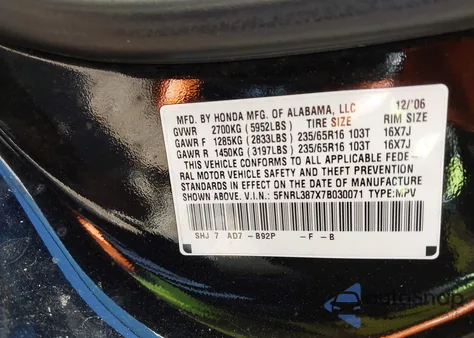 MFD. BY HONDA MFG. OF ALABAMA, LLC 12/'06
GVWR 2700KG (5952LBS) TIRE SIZE RIM SIZE
GAWR F 1285KG (2833LBS) 235/65R16 103T 16X7J
GAWR R 1450KG (3197LBS) 235/65R16 103T 16X7J
THIS VEHICLE CONFORMS TO ALL APPLICABLE FEDE-
RAL MOTOR VEHICLE SAFETY AND THEFT PREVENTION
STANDARDS IN EFFECT ON THE DATE OF MANUFACTURE
SHOWN ABOVE. V.I.N.: 5FNRL387X7B030071 TYPE:MPV
SHJ 7 AD7 -B92P -F -B
autoshop